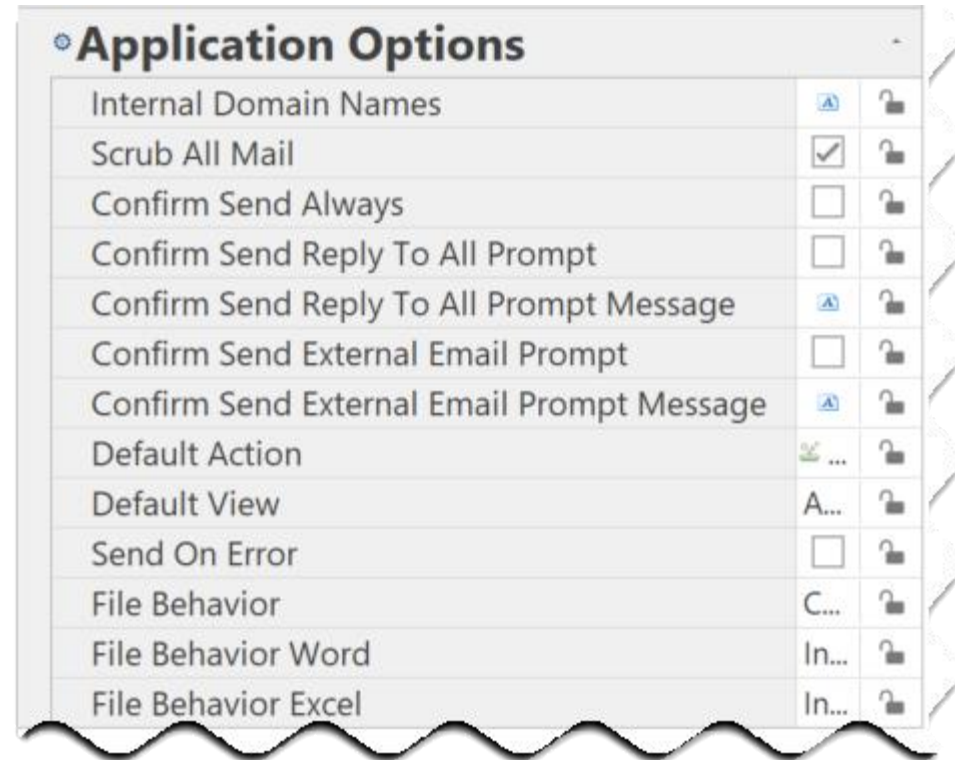 Application Options
Internal Domain Names A
Scrub All Mail
Confirm Send Always
Confirm Send Reply To All Prompt
Confirm Send Reply To All Prompt Message A
Confirm Send External Email Prompt
Confirm Send External Email Prompt Message A
Default Action ...
Default View A...
Send On Error
File Behavior C...
File Behavior Word In...
File Behavior Excel In...